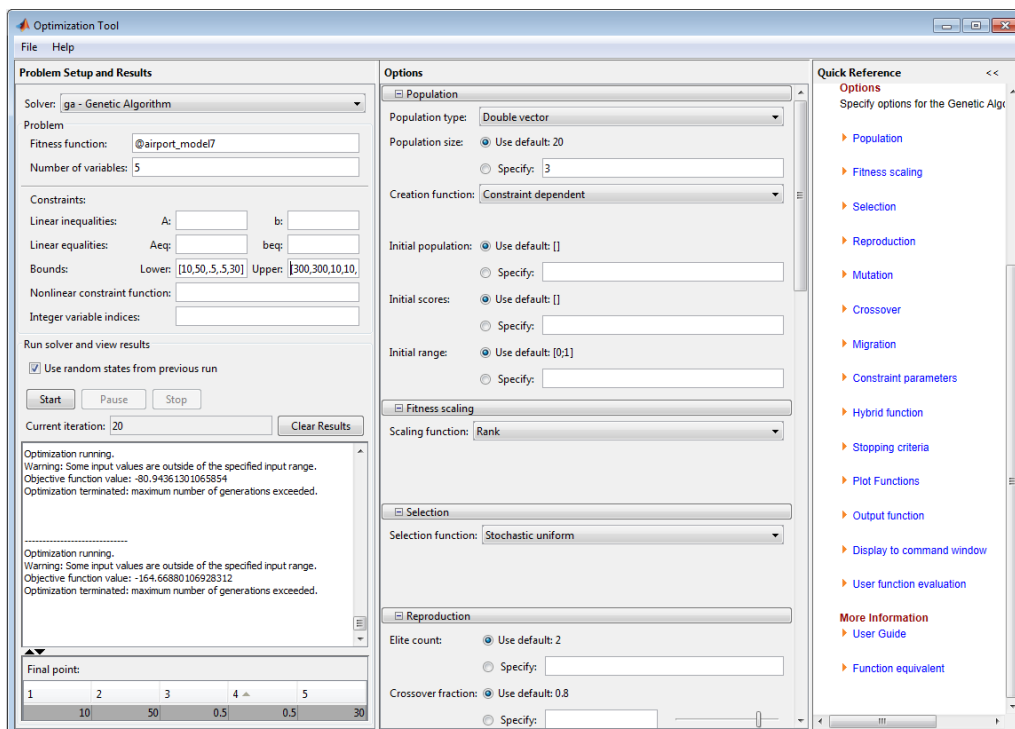 Optimization Tool
File Help
Problem Setup and Results
Solver: ga - Genetic Algorithm
Problem
Fitness function: @airport_model7
Number of variables: 5
Constraints:
Linear inequalities: A: b:
Linear equalities: Aeq: beq:
Bounds: Lower: [10,50,.5,.5,30] Upper: [300,300,10,10,
Nonlinear constraint function:
Integer variable indices:
Run solver and view results
Use random states from previous run
Start Pause Stop
Current iteration: 20 Clear Results
Optimization running.
Warning: Some input values are outside of the specified input range.
Objective function value: -80.94361301065854
Optimization terminated: maximum number of generations exceeded.
----------------------------
Optimization running.
Warning: Some input values are outside of the specified input range.
Objective function value: -164.66880106928312
Optimization terminated: maximum number of generations exceeded.
Final point:
1 2 3 4 5
10 50 0.5 0.5 30
Options
Population
Population type: Double vector
Population size: Use default: 20
Specify: 3
Creation function: Constraint dependent
Initial population: Use default: []
Specify:
Initial scores: Use default: []
Specify:
Initial range: Use default: [0;1]
Specify:
Fitness scaling
Scaling function: Rank
Selection
Selection function: Stochastic uniform
Reproduction
Elite count: Use default: 2
Specify:
Crossover fraction: Use default: 0.8
Specify:
Quick Reference <<
Options
Specify options for the Genetic Algo
Population
Fitness scaling
Selection
Reproduction
Mutation
Crossover
Migration
Constraint parameters
Hybrid function
Stopping criteria
Plot Functions
Output function
Display to command window
User function evaluation
More Information
User Guide
Function equivalent